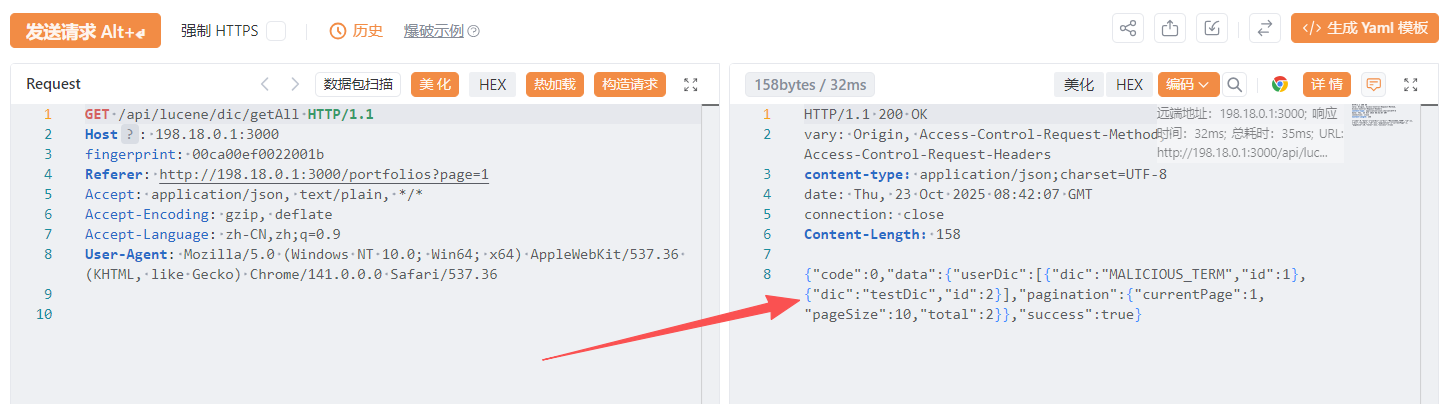 发送请求 Alt+↵ 强制 HTTPS 历史 爆破示例 ? </> 生成 Yaml 模板
Request 数据包扫描 美化 HEX 热加载 构造请求
1 GET /api/lucene/dic/getAll HTTP/1.1
2 Host ? : 198.18.0.1:3000
3 fingerprint: 00ca00ef0022001b
4 Referer: http://198.18.0.1:3000/portfolios?page=1
5 Accept: application/json, text/plain, */*
6 Accept-Encoding: gzip, deflate
7 Accept-Language: zh-CN,zh;q=0.9
8 User-Agent: Mozilla/5.0 (Windows NT 10.0; Win64; x64) AppleWebKit/537.36
(KHTML, like Gecko) Chrome/141.0.0.0 Safari/537.36
9
10
158bytes / 32ms 美化 HEX 编码 详情
1 HTTP/1.1 200 OK
2 vary: Origin, Access-Control-Request-Method,
Access-Control-Request-Headers
3 content-type: application/json;charset=UTF-8
4 date: Thu, 23 Oct 2025 08:42:07 GMT
5 connection: close
6 Content-Length: 158
7
8 {"code":0,"data":{"userDic":[{"dic":"MALICIOUS_TERM","id":1},
{"dic":"testDic","id":2}],"pagination":{"currentPage":1,
"pageSize":10,"total":2}},"success":true}
远端地址: 198.18.0.1:3000; 响应
时间: 32ms; 总耗时: 35ms; URL:
http://198.18.0.1:3000/api/luc...